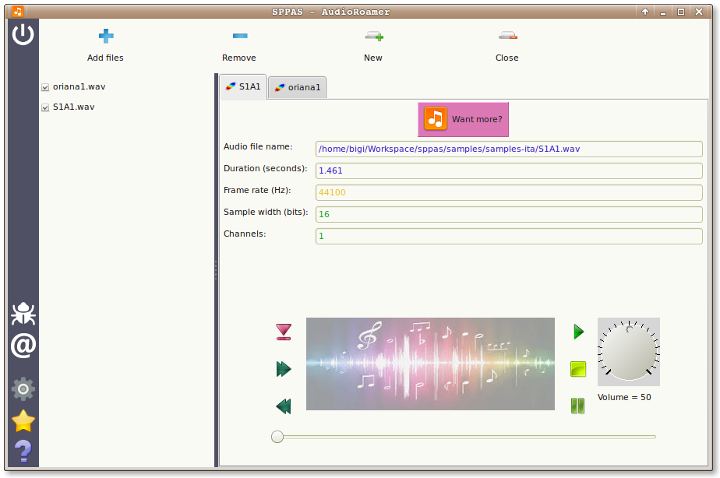 SPPAS - AudioRoamer
Add files
Remove
New
Close
oriana1.wav
S1A1.wav
S1A1
oriana1
Want more?
Audio file name:
/home/bigi/Workspace/sppas/samples/samples-ita/S1A1.wav
Duration (seconds):
1.461
Frame rate (Hz):
44100
Sample width (bits):
16
Channels:
1
Volume = 50